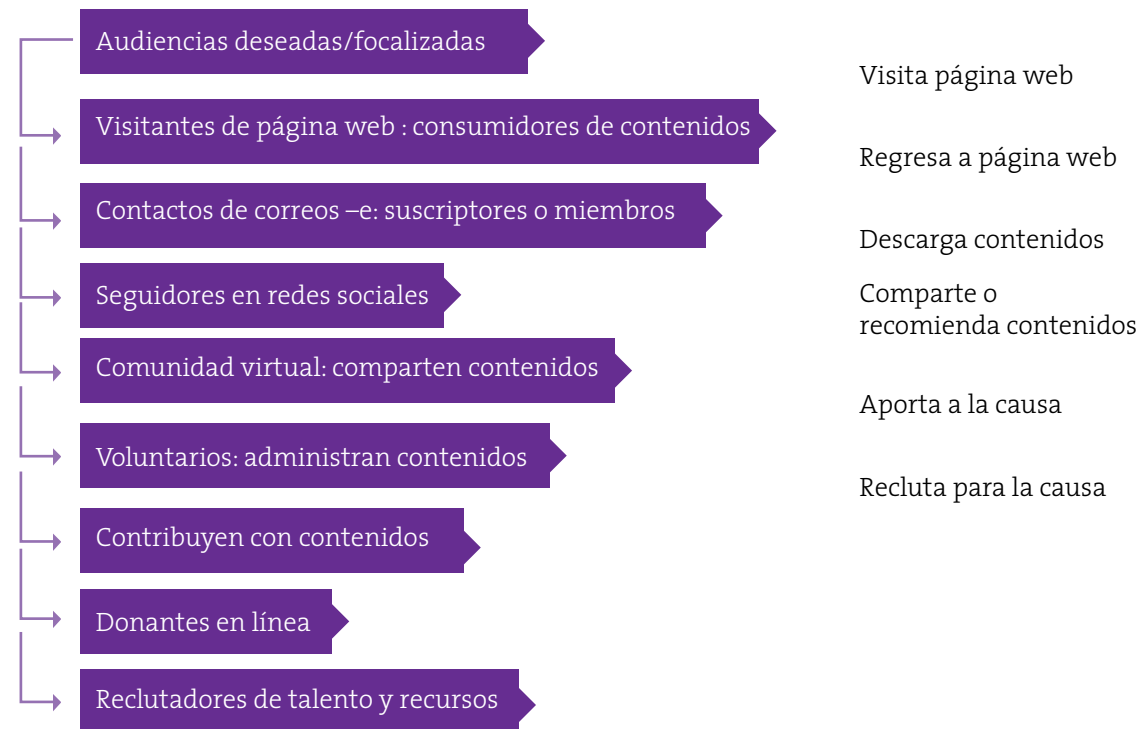 Audiencias deseadas/focalizadas
Visitantes de página web : consumidores de contenidos
Contactos de correos –e: suscriptores o miembros
Seguidores en redes sociales
Comunidad virtual: comparten contenidos
Voluntarios: administran contenidos
Contribuyen con contenidos
Donantes en línea
Reclutadores de talento y recursos
Visita página web
Regresa a página web
Descarga contenidos
Comparte o
recomienda contenidos
Aporta a la causa
Recluta para la causa